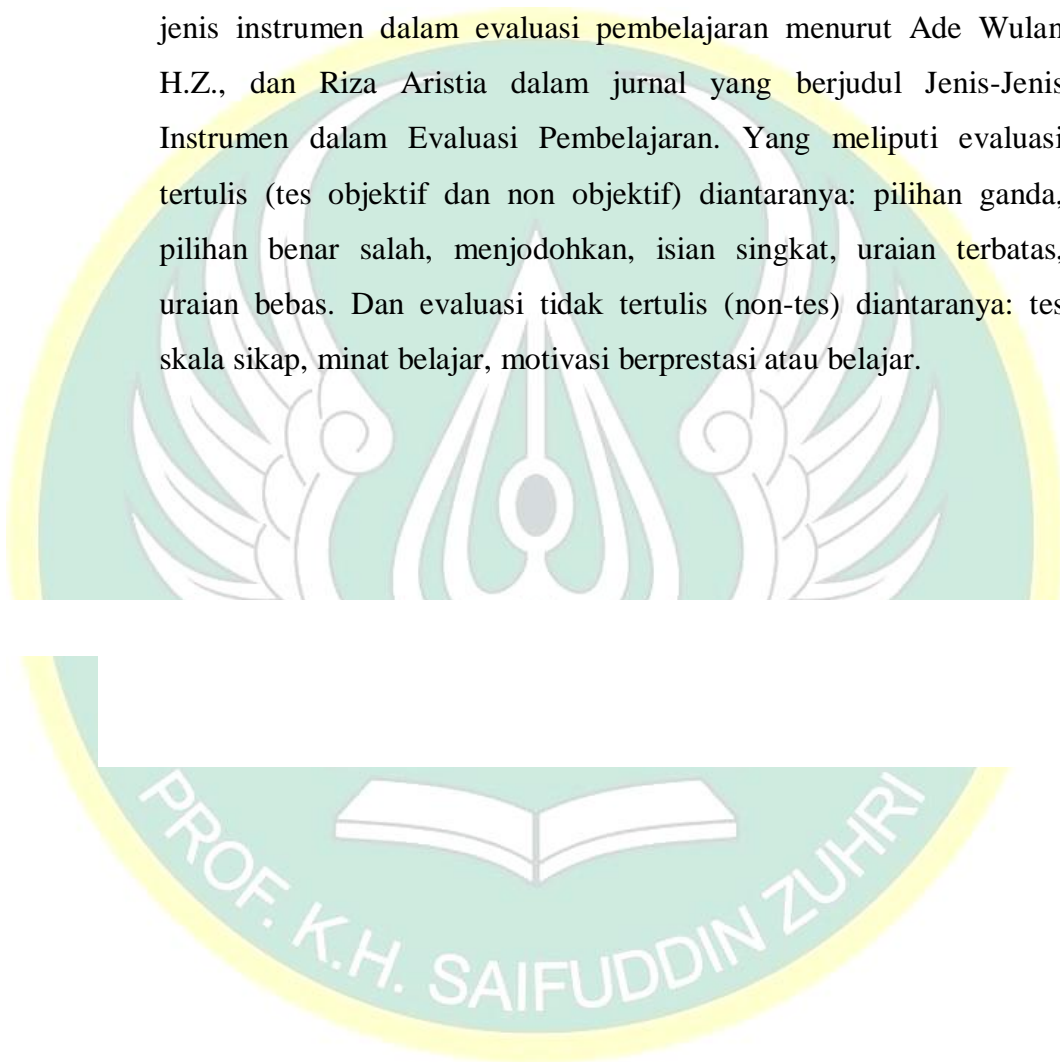 jenis instrumen dalam evaluasi pembelajaran menurut Ade Wulan
H.Z., dan Riza Aristia dalam jurnal yang berjudul Jenis-Jenis
Instrumen dalam Evaluasi Pembelajaran. Yang meliputi evaluasi
tertulis (tes objektif dan non objektif) diantaranya: pilihan ganda,
pilihan benar salah, menjodohkan, isian singkat, uraian terbatas,
uraian bebas. Dan evaluasi tidak tertulis (non-tes) diantaranya: tes
skala sikap, minat belajar, motivasi berprestasi atau belajar.
PROF. K.H. SAIFUDDIN ZUHRI